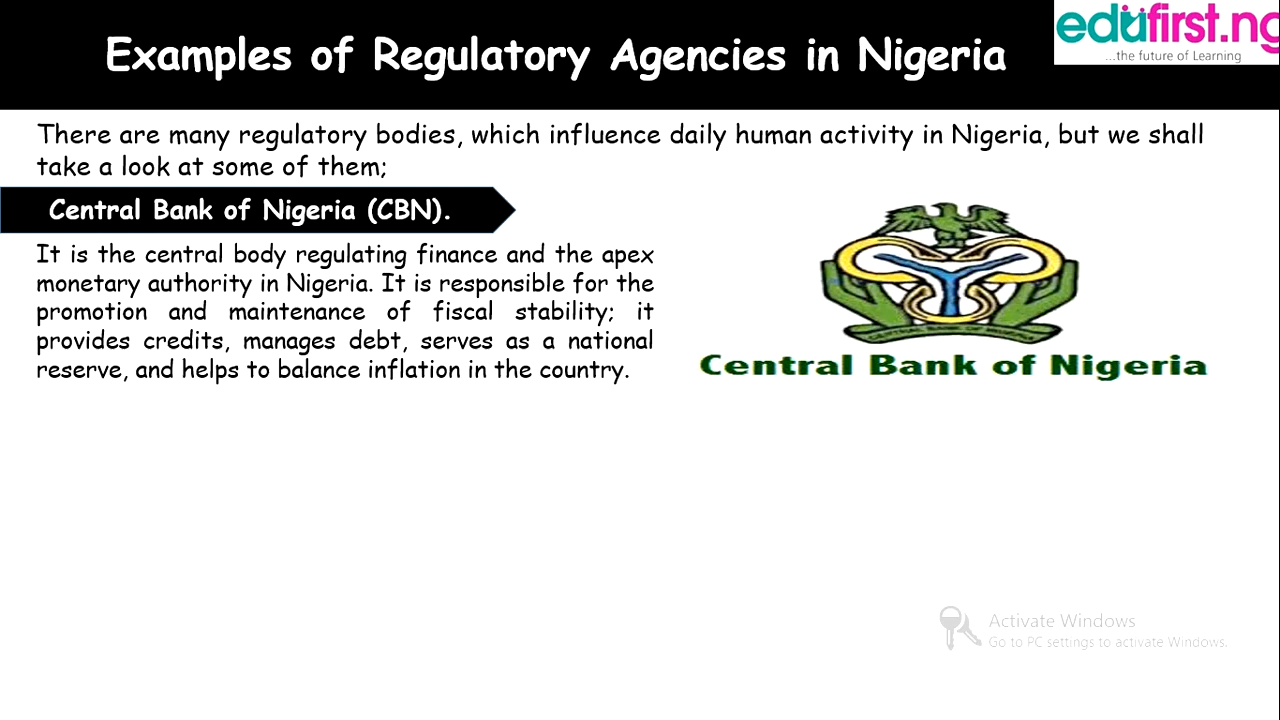 Examples of Regulatory Agencies in Nigeria
edufirst.ng
...the future of Learning
There are many regulatory bodies, which influence daily human activity in Nigeria, but we shall
take a look at some of them;
Central Bank of Nigeria (CBN).
It is the central body regulating finance and the apex
monetary authority in Nigeria. It is responsible for the
promotion and maintenance of fiscal stability; it
provides credits, manages debt, serves as a national
reserve, and helps to balance inflation in the country.
CENTRAL BANK OF NIGERIA
Central Bank of Nigeria
Activate Windows
Go to PC settings to activate Windows.